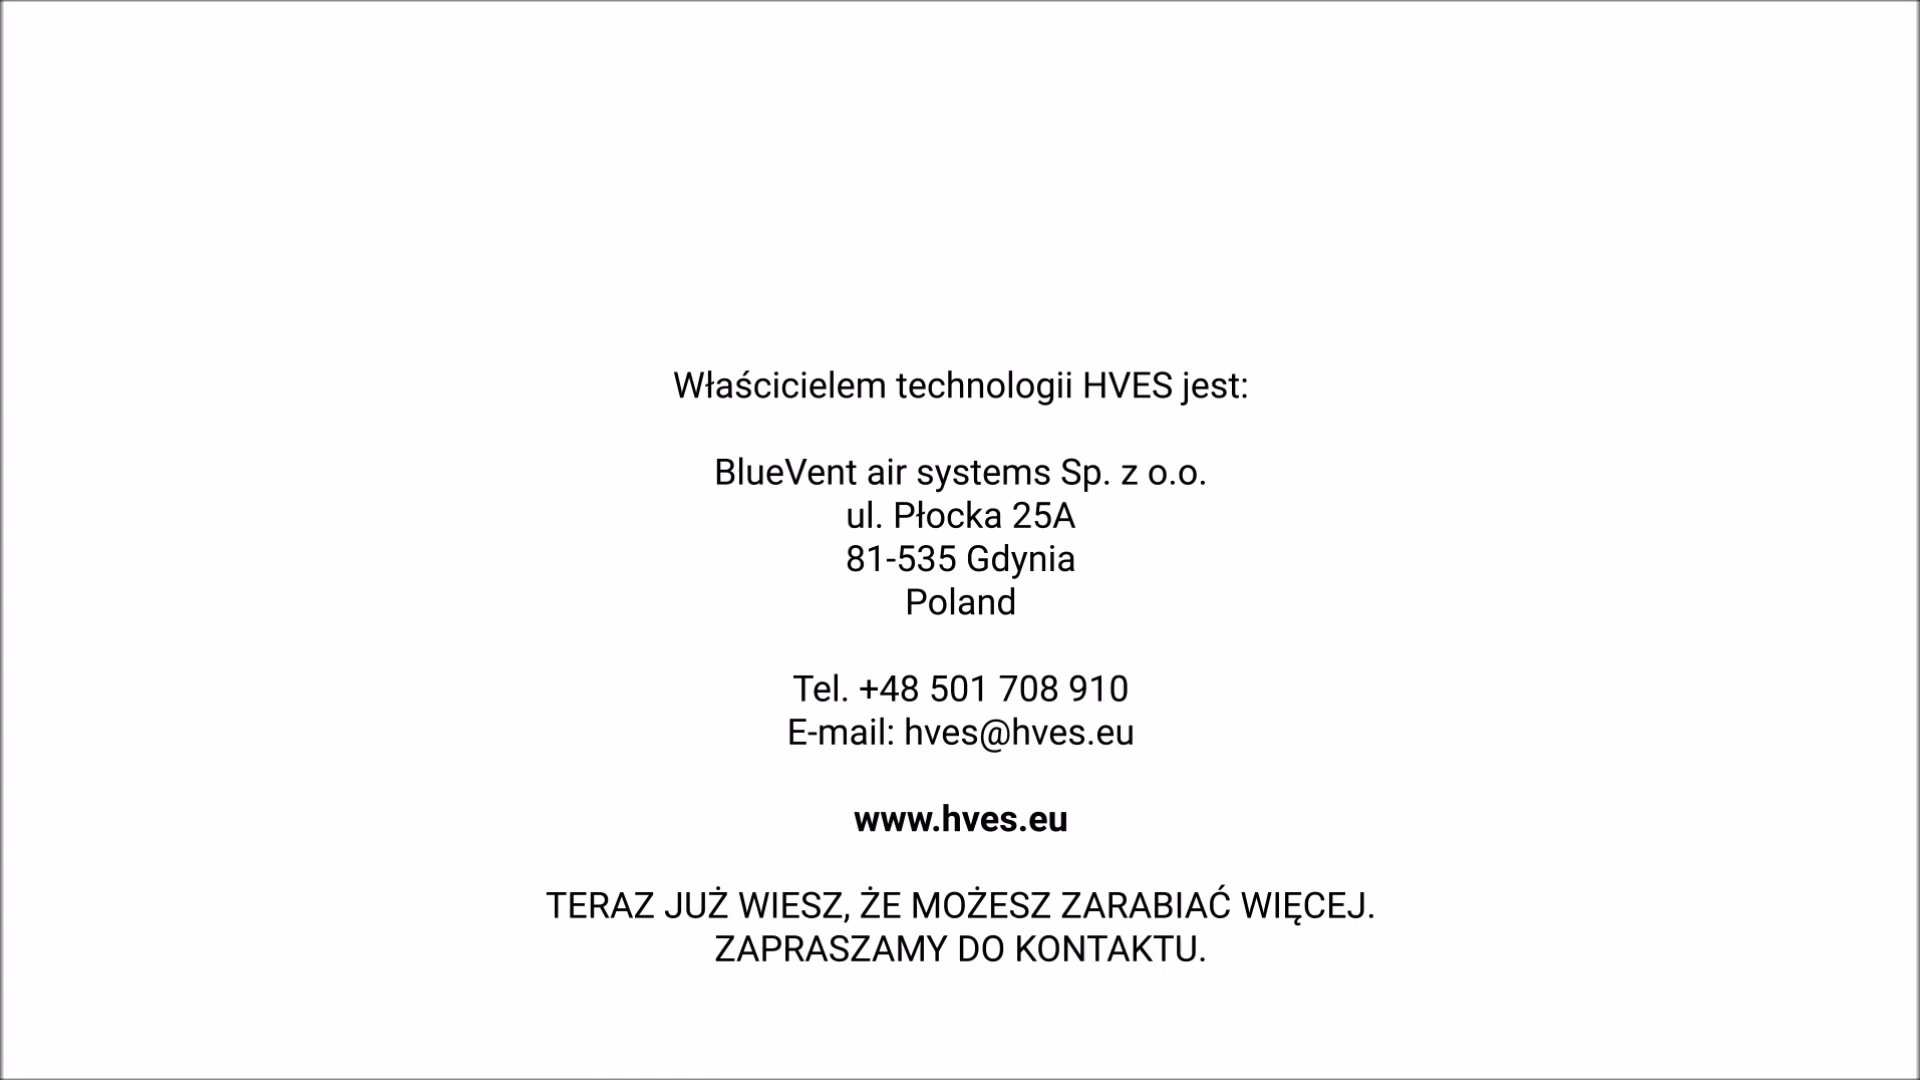 Właścicielem technologii HVES jest:
BlueVent air systems Sp. z o.o.
ul. Płocka 25A
81-535 Gdynia
Poland
Tel. +48 501 708 910
E-mail: hves@hves.eu
www.hves.eu
TERAZ JUŻ WIESZ, ŻE MOŻESZ ZARABIAĆ WIĘCEJ.
ZAPRASZAMY DO KONTAKTU.